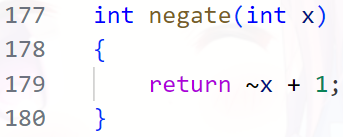 177 int negate(int x)
178 {
179     return ~x + 1;
180 }